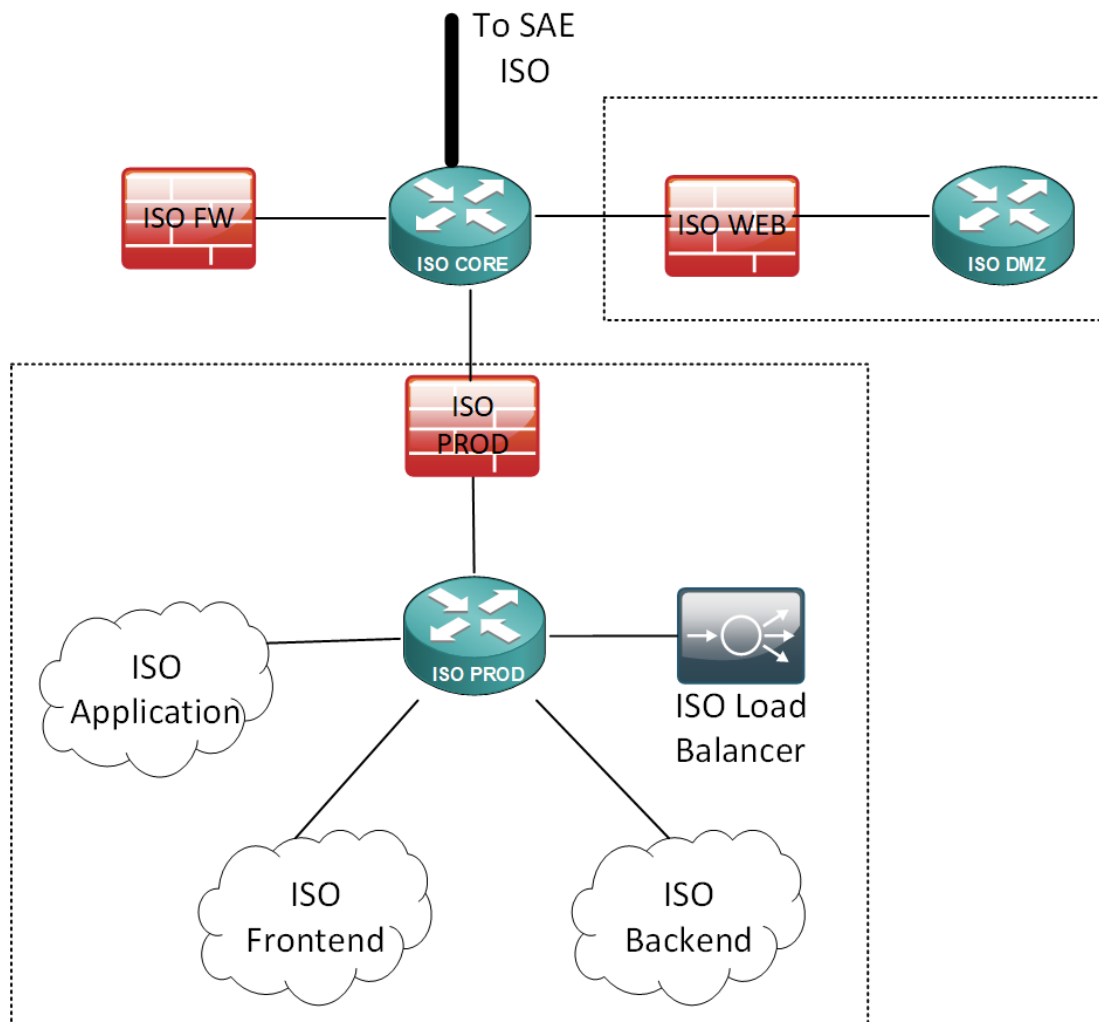 To SAE
ISO
ISO FW
ISO CORE
ISO WEB
ISO DMZ
ISO
PROD
ISO PROD
ISO
Application
ISO Load
Balancer
ISO
Frontend
ISO
Backend